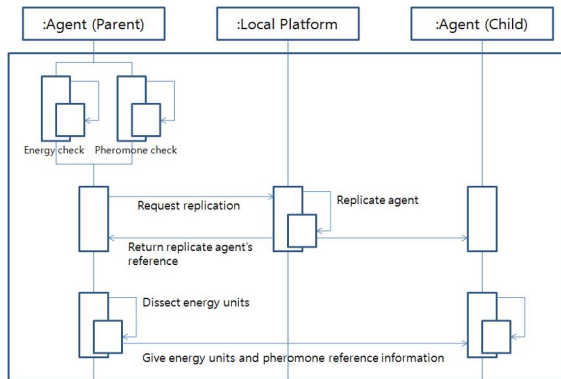 :Agent (Parent)
:Local Platform
:Agent (Child)
Energy check
Pheromone check
Request replication
Replicate agent
Return replicate agent's
reference
Dissect energy units
Give energy units and pheromone reference information